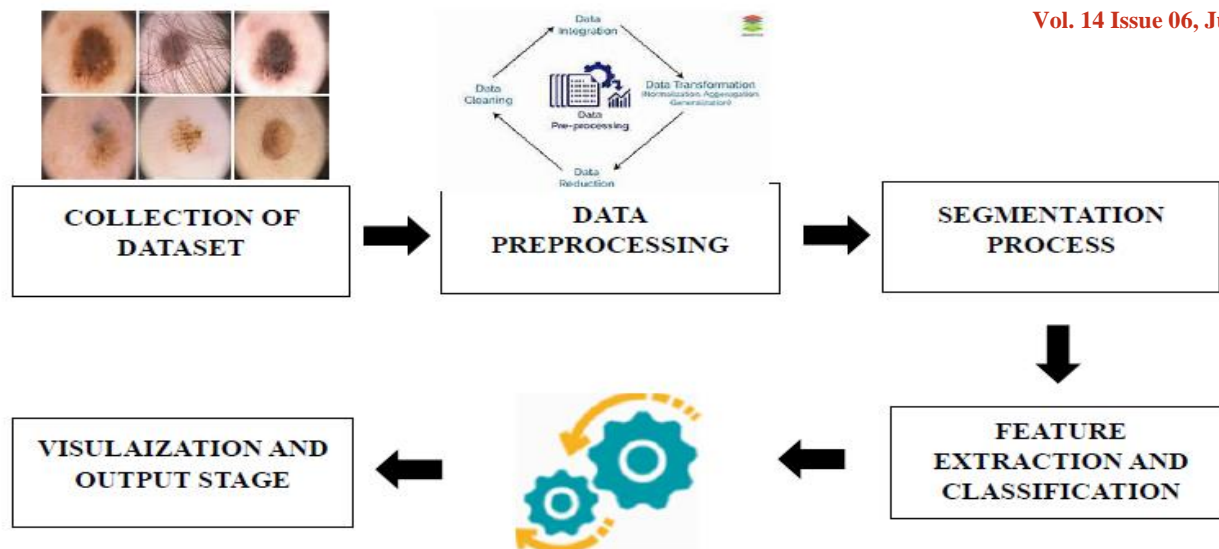 Vol. 14 Issue 06, Ju
Data
Integration
Data
Cleaning
Data Transformation
Data
Pre-processing
Data
Reduction
COLLECTION OF
DATASET
DATA
PREPROCESSING
SEGMENTATION
PROCESS
FEATURE
EXTRACTION AND
CLASSIFICATION
VISULAIZATION AND
OUTPUT STAGE